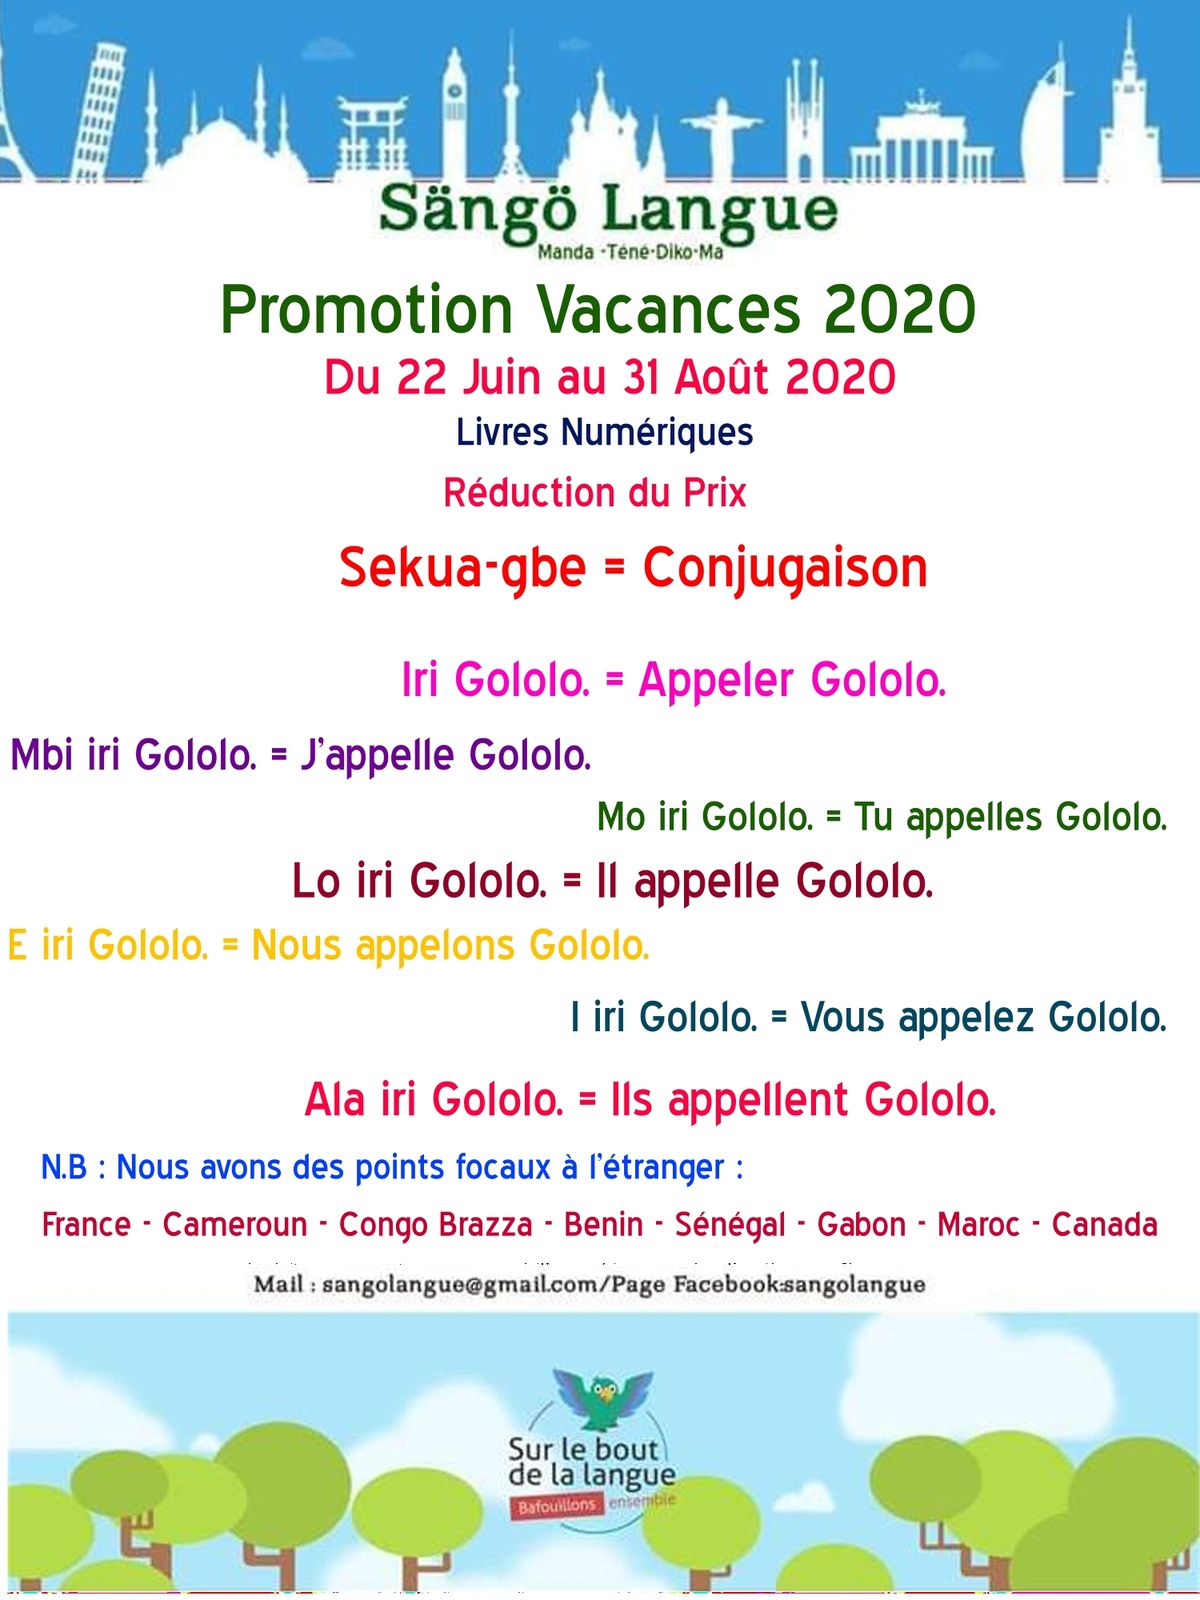 Sängö Langue
Manda -Téné-Diko-Ma
Promotion Vacances 2020
Du 22 Juin au 31 Août 2020
Livres Numériques
Réduction du Prix
Sekua-gbe = Conjugaison
Iri Gololo. = Appeler Gololo.
Mbi iri Gololo. = J'appelle Gololo.
Mo iri Gololo. = Tu appelles Gololo.
Lo iri Gololo. = Il appelle Gololo.
E iri Gololo. = Nous appelons Gololo.
I iri Gololo. = Vous appelez Gololo.
Ala iri Gololo. = Ils appellent Gololo.
N.B : Nous avons des points focaux à l'étranger :
France - Cameroun - Congo Brazza - Benin - Sénégal - Gabon - Maroc - Canada
Mail : sangolangue@gmail.com/Page Facebook:sangolangue
Sur le bout
de la langue
Bafouillons ensemble